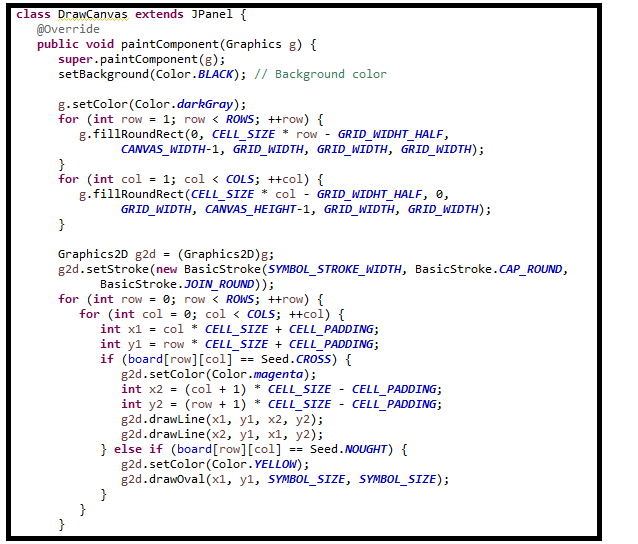 class DrawCanvas extends JPanel {
@Override
public void paintComponent(Graphics g) {
super.paintComponent(g);
setBackground(Color.BLACK); // Background color
g.setColor(Color.darkGray);
for (int row = 1; row < ROWS; ++row) {
g.fillRoundRect(0, CELL_SIZE * row - GRID_WIDHT_HALF,
CANVAS_WIDTH-1, GRID_WIDTH, GRID_WIDTH, GRID_WIDTH);
}
for (int col = 1; col < COLS; ++col) {
g.fillRoundRect(CELL_SIZE * col - GRID_WIDHT_HALF, 0,
GRID_WIDTH, CANVAS_HEIGHT-1, GRID_WIDTH, GRID_WIDTH);
}
Graphics2D g2d = (Graphics2D)g;
g2d.setStroke(new BasicStroke(SYMBOL_STROKE_WIDTH, BasicStroke.CAP_ROUND,
BasicStroke.JOIN_ROUND));
for (int row = 0; row < ROWS; ++row) {
for (int col = 0; col < COLS; ++col) {
int x1 = col * CELL_SIZE + CELL_PADDING;
int y1 = row * CELL_SIZE + CELL_PADDING;
if (board[row][col] == Seed.CROSS) {
g2d.setColor(Color.magenta);
int x2 = (col + 1) * CELL_SIZE - CELL_PADDING;
int y2 = (row + 1) * CELL_SIZE - CELL_PADDING;
g2d.drawLine(x1, y1, x2, y2);
g2d.drawLine(x2, y1, x1, y2);
} else if (board[row][col] == Seed.NOUGHT) {
g2d.setColor(Color.YELLOW);
g2d.drawOval(x1, y1, SYMBOL_SIZE, SYMBOL_SIZE);
}
}
}